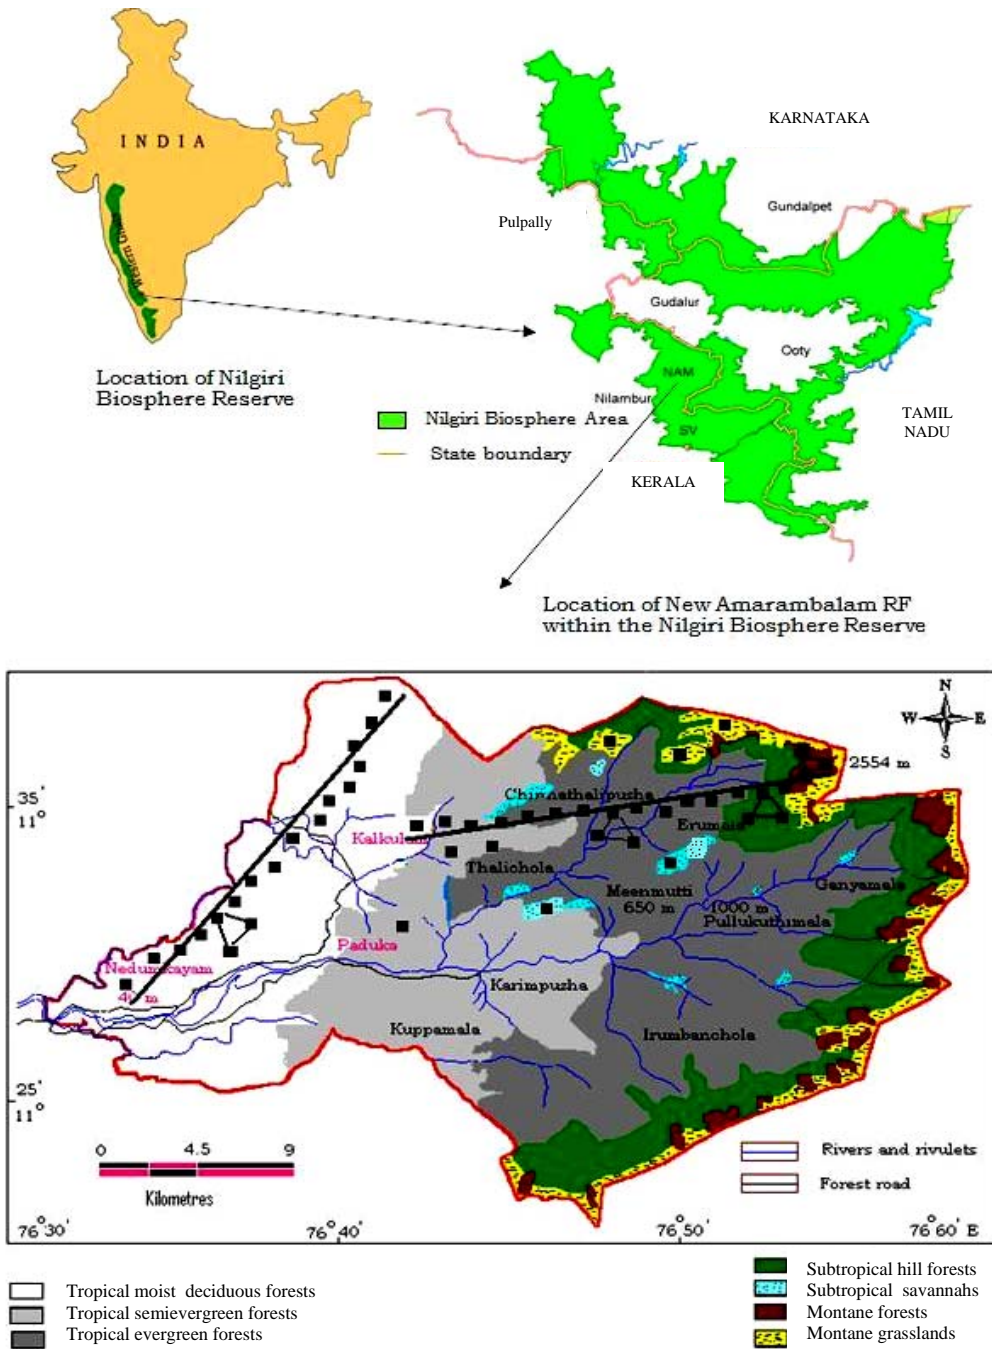 INDIA
Western Ghats
KARNATAKA
Pulpally
Gundalpet
Gudalur
Ooty
NAM
Nilambur
SV
TAMIL
NADU
KERALA
Location of Nilgiri
Biosphere Reserve
Nilgiri Biosphere Area
State boundary
Location of New Amarambalam RF
within the Nilgiri Biosphere Reserve
N
W E
S
2554 m
35'
11°
Kalkulam
Erumala
Thalichola
Meenmutti
650 m
1000 m
Ganyamala
Pullukuthimala
Paduka
Nedumkayam
40 m
Karimpuzha
Kuppamala
Irumbanchola
25'
11°
0 4.5 9
Kilometres
Rivers and rivulets
Forest road
76°30' 76°40' 76°50' 76°60' E
Tropical moist deciduous forests
Tropical semievergreen forests
Tropical evergreen forests
Subtropical hill forests
Subtropical savannahs
Montane forests
Montane grasslands